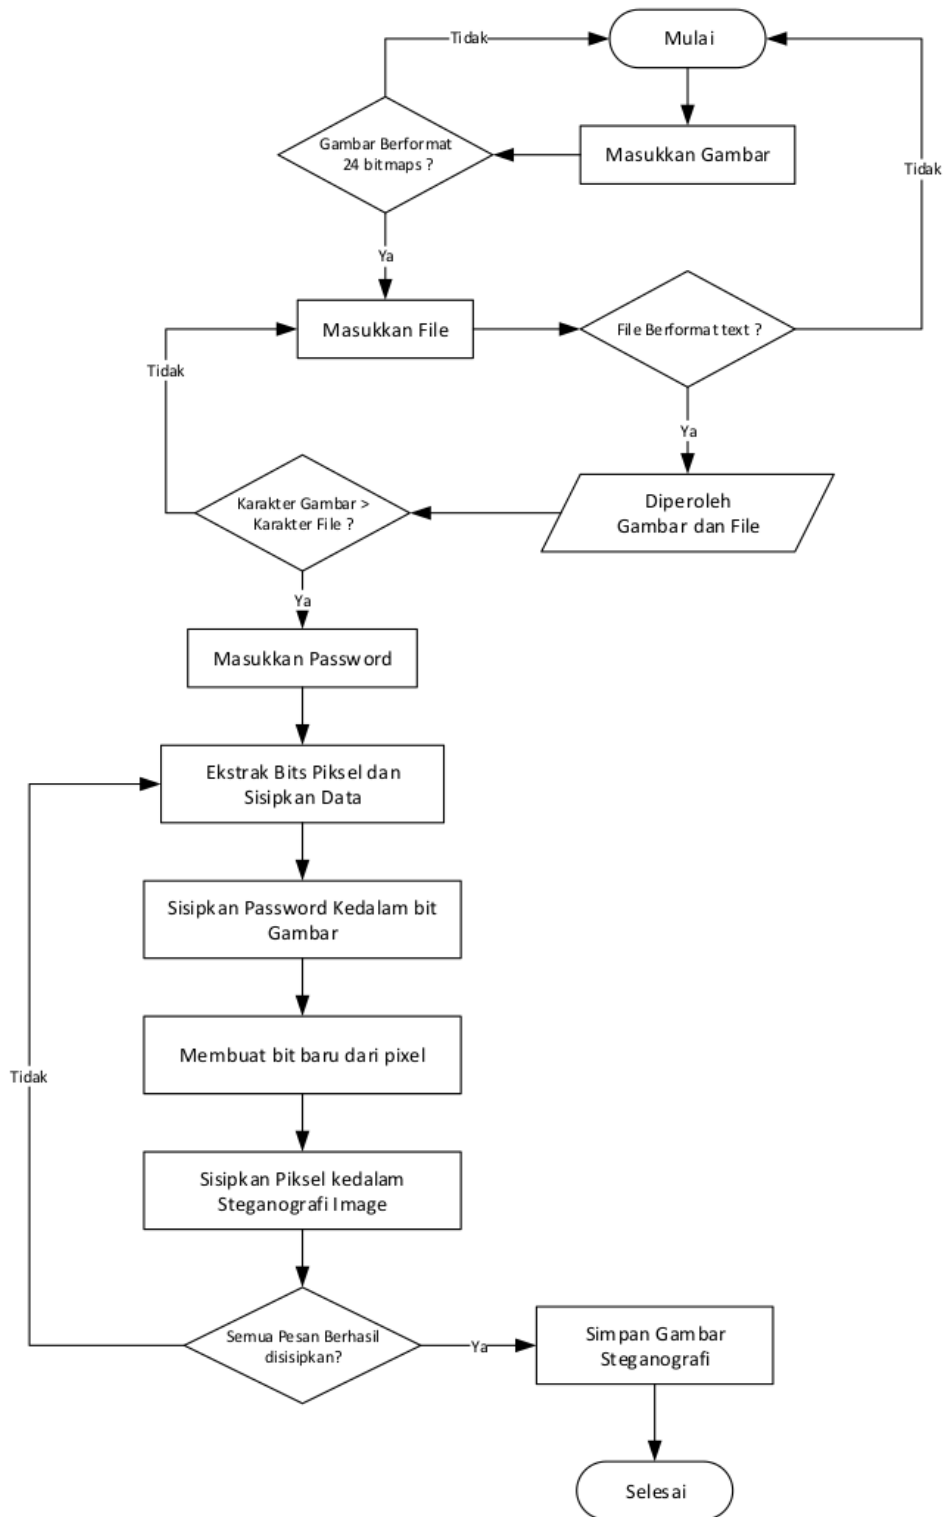 Tidak
Mulai
Gambar Berformat
24 bitmaps ?
Masukkan Gambar
Tidak
Ya
Masukkan File
File Berformat text ?
Tidak
Ya
Karakter Gambar >
Karakter File ?
Diperoleh
Gambar dan File
Ya
Masukkan Password
Ekstrak Bits Piksel dan
Sisipkan Data
Sisipkan Password Kedalam bit
Gambar
Membuat bit baru dari pixel
Tidak
Sisipkan Piksel kedalam
Steganografi Image
Semua Pesan Berhasil
disisipkan?
Ya
Simpan Gambar
Steganografi
Selesai